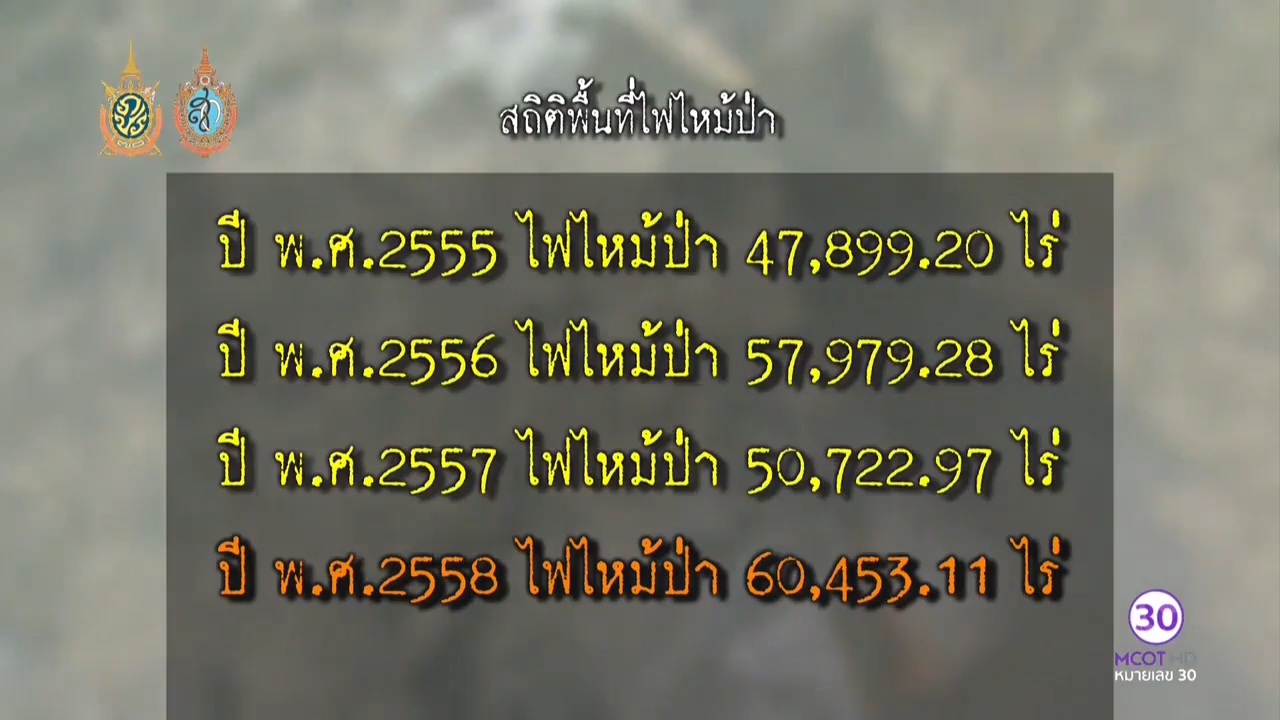 สถิติพื้นที่ไฟไหม้ป่า
ปี พ.ศ.2555 ไฟไหม้ป่า 47,899.20 ไร่
ปี พ.ศ.2556 ไฟไหม้ป่า 57,979.28 ไร่
ปี พ.ศ.2557 ไฟไหม้ป่า 50,722.97 ไร่
ปี พ.ศ.2558 ไฟไหม้ป่า 60,453.11 ไร่
30
MCOT HD
หมายเลข 30